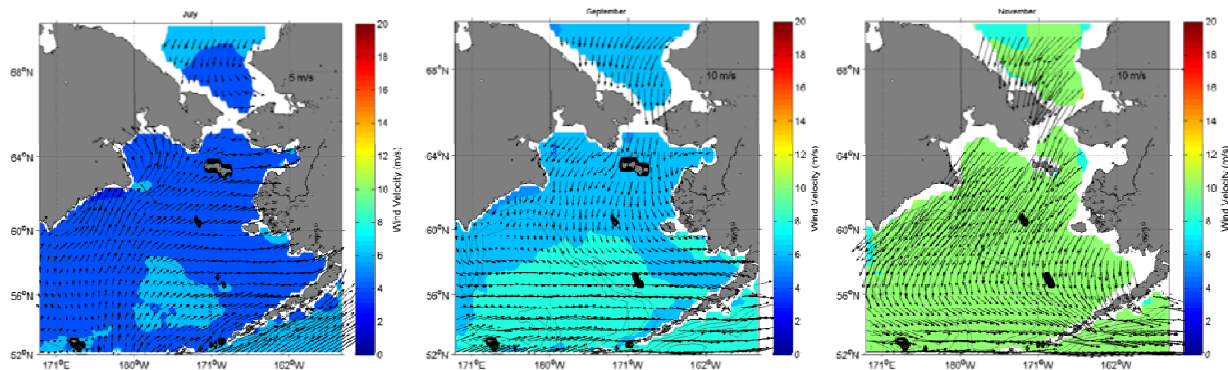 July
68°N
64°N
60°N
56°N
52°N
171°E
180°W
171°W
162°W
5 m/s
20
18
16
14
12
10
8
6
4
2
0
Wind Velocity (m/s)
September
68°N
64°N
60°N
56°N
52°N
171°E
180°W
171°W
162°W
10 m/s
20
18
16
14
12
10
8
6
4
2
0
Wind Velocity (m/s)
November
68°N
64°N
60°N
56°N
52°N
171°E
180°W
171°W
162°W
10 m/s
20
18
16
14
12
10
8
6
4
2
0
Wind Velocity (m/s)